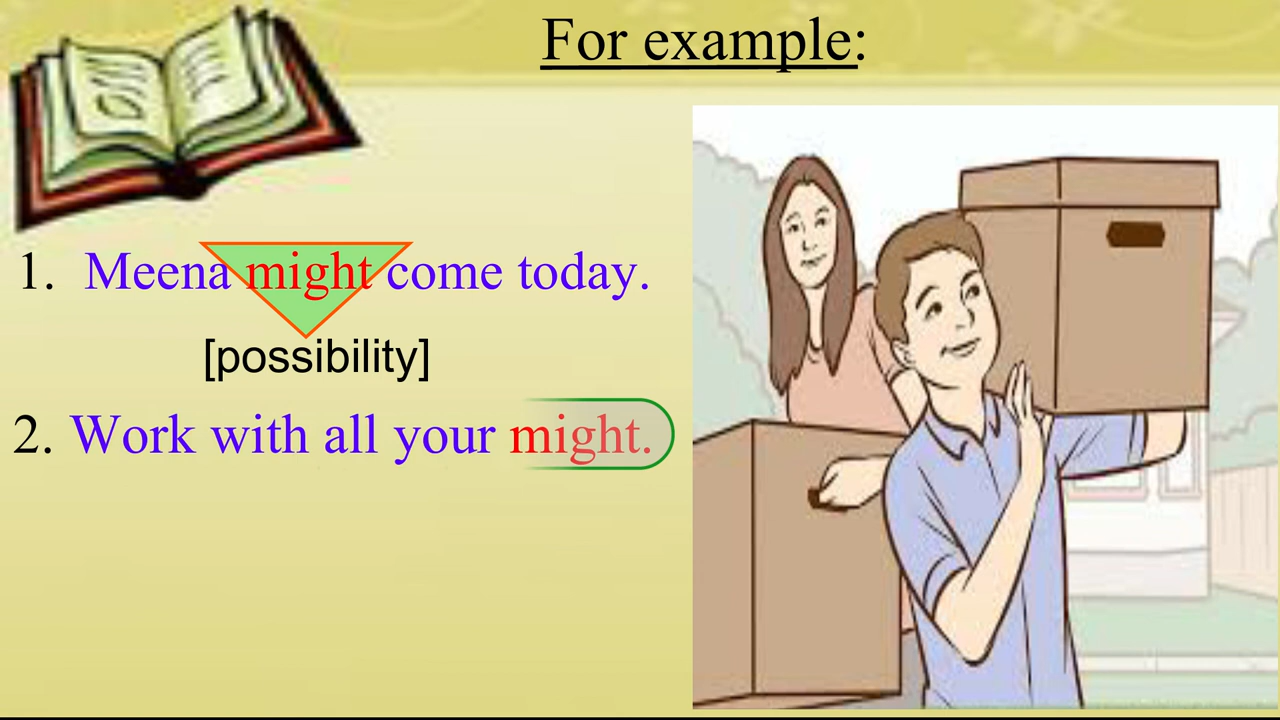 For example:
1. Meena might come today.
[possibility]
2. Work with all your might.